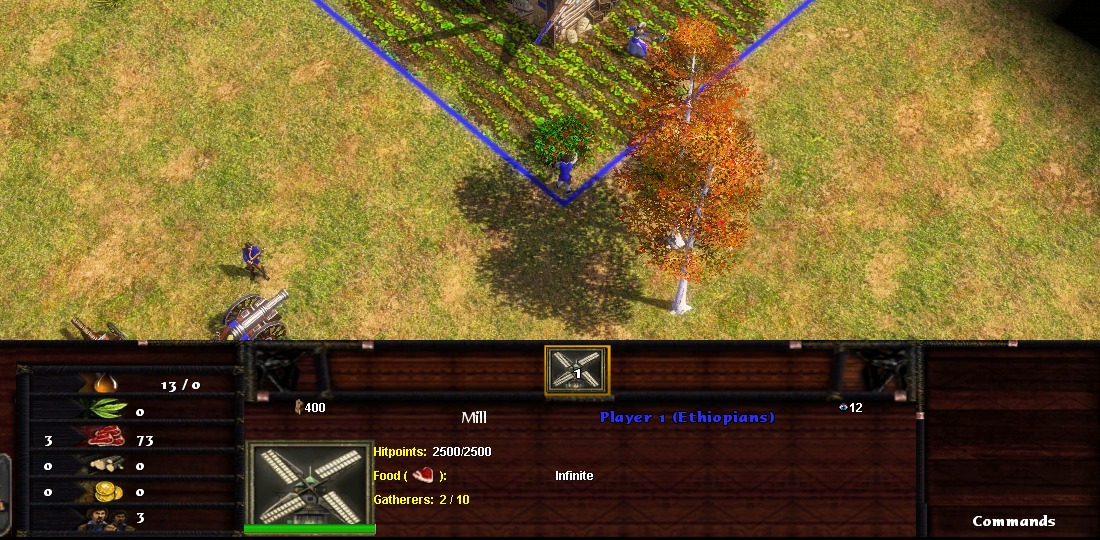 1
13 / 0
0
3 73
0 0
0 0
3
400
Mill
Player 1 (Ethiopians)
12
Hitpoints: 2500/2500
Food ( ): Infinite
Gatherers: 2 / 10
Commands